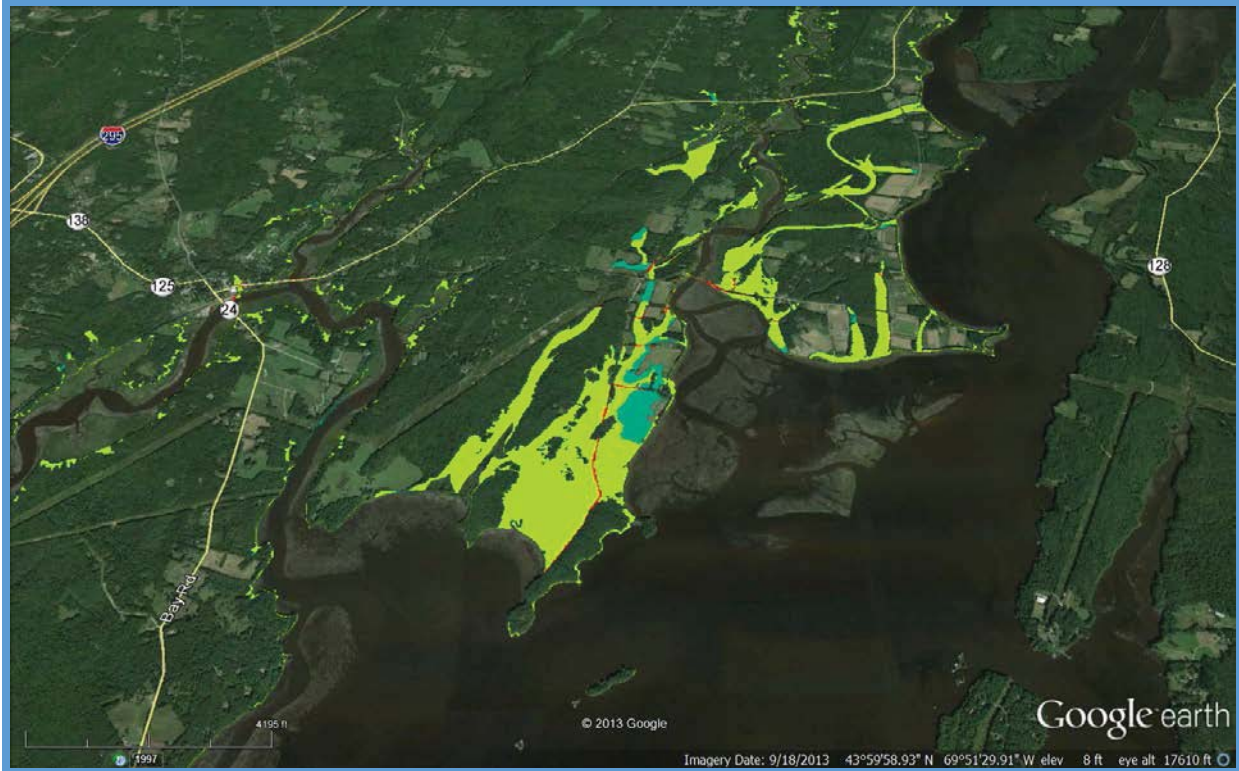 295
138
125
24
128
Bay Rd
4195 ft
© 2013 Google
Google earth
1997
Imagery Date: 9/18/2013 43°59'58.93" N 69°51'29.91" W elev 8 ft eye alt 17610 ft